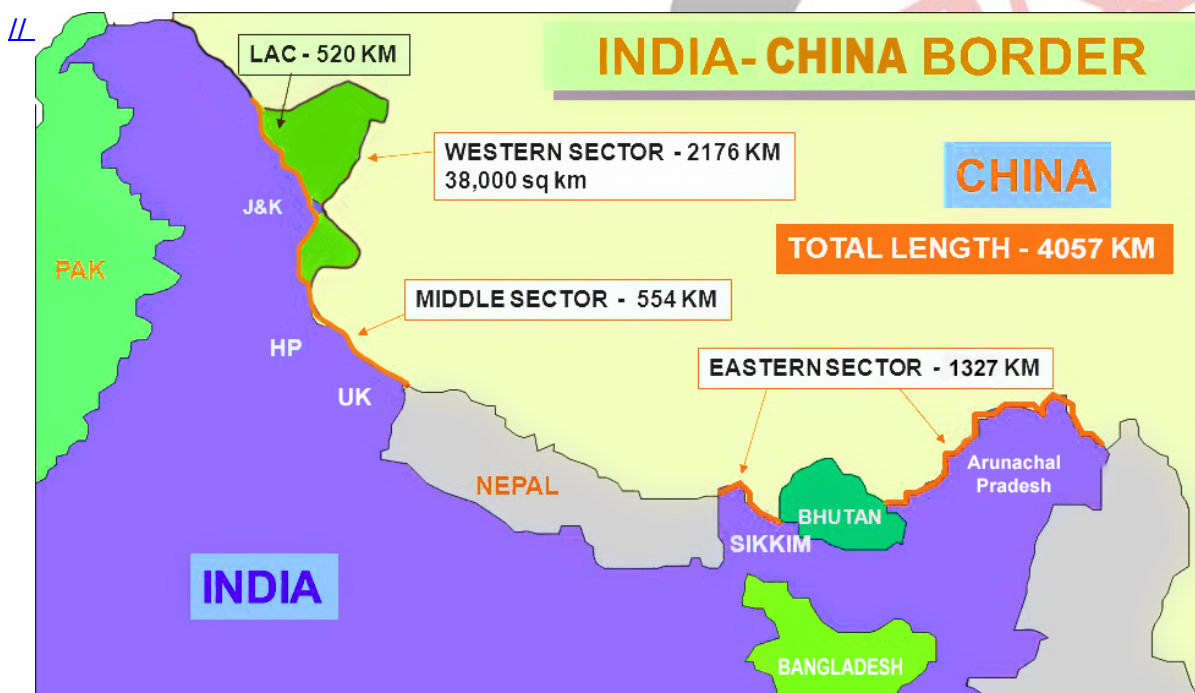 //
INDIA- CHINA BORDER
LAC - 520 KM
WESTERN SECTOR - 2176 KM
38,000 sq km
CHINA
J&K
TOTAL LENGTH - 4057 KM
PAK
MIDDLE SECTOR - 554 KM
HP
EASTERN SECTOR - 1327 KM
UK
Arunachal
Pradesh
NEPAL
BHUTAN
SIKKIM
INDIA
BANGLADESH